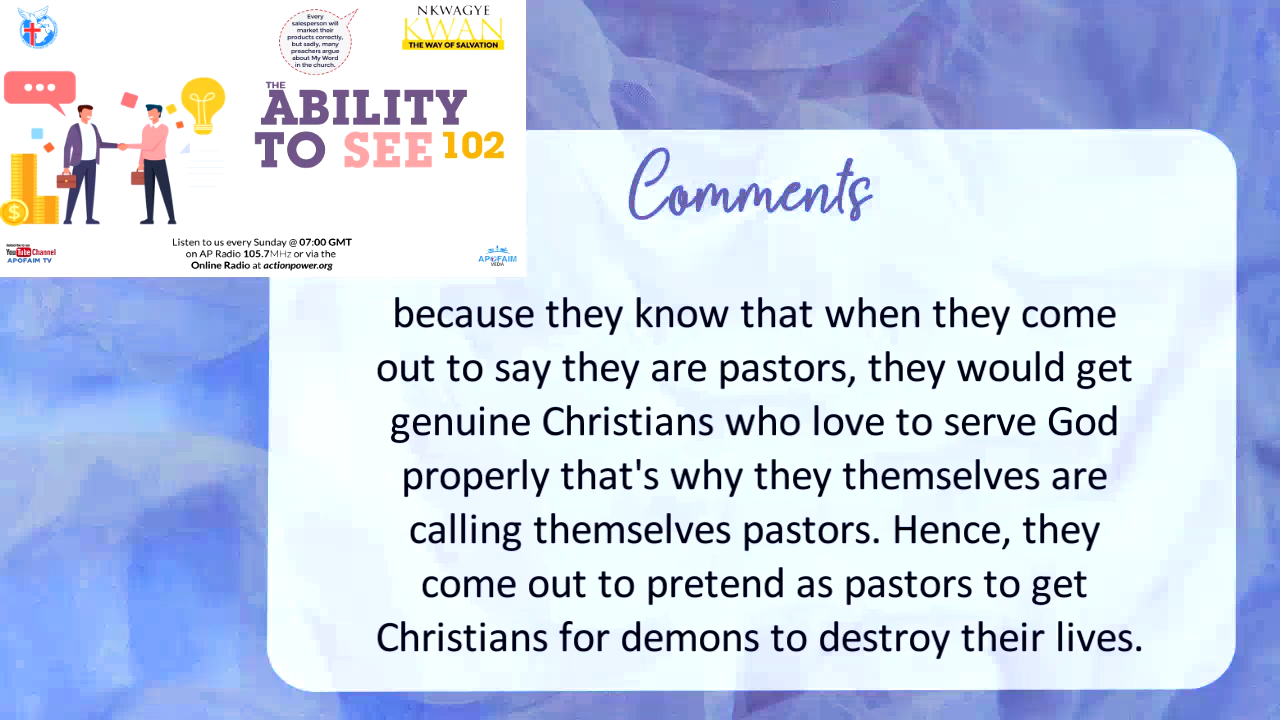 Every
salesperson will
market their
products correctly,
but sadly, many
preachers argue
about My Word
in the church.
NKWAGYE
KWAN
THE WAY OF SALVATION
THE
ABILITY
TO SEE 102
Listen to us every Sunday @ 07:00 GMT
on AP Radio 105.7MHz or via the
Online Radio at actionpower.org
YouTube Channel
APOFAIM TV
APOFAIM
MEDIA
Comments
because they know that when they come
out to say they are pastors, they would get
genuine Christians who love to serve God
properly that's why they themselves are
calling themselves pastors. Hence, they
come out to pretend as pastors to get
Christians for demons to destroy their lives.